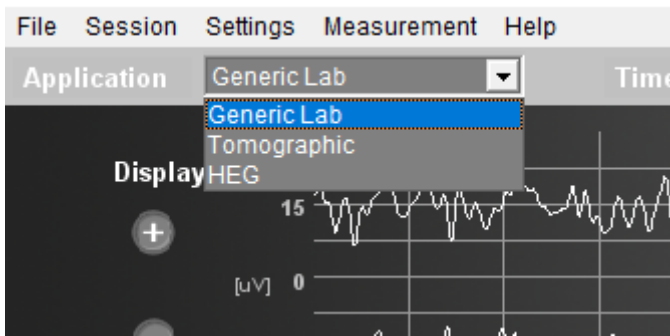 File Session Settings Measurement Help
Application Generic Lab Time
Generic Lab
Tomographic
Display HEG
15
[uV] 0